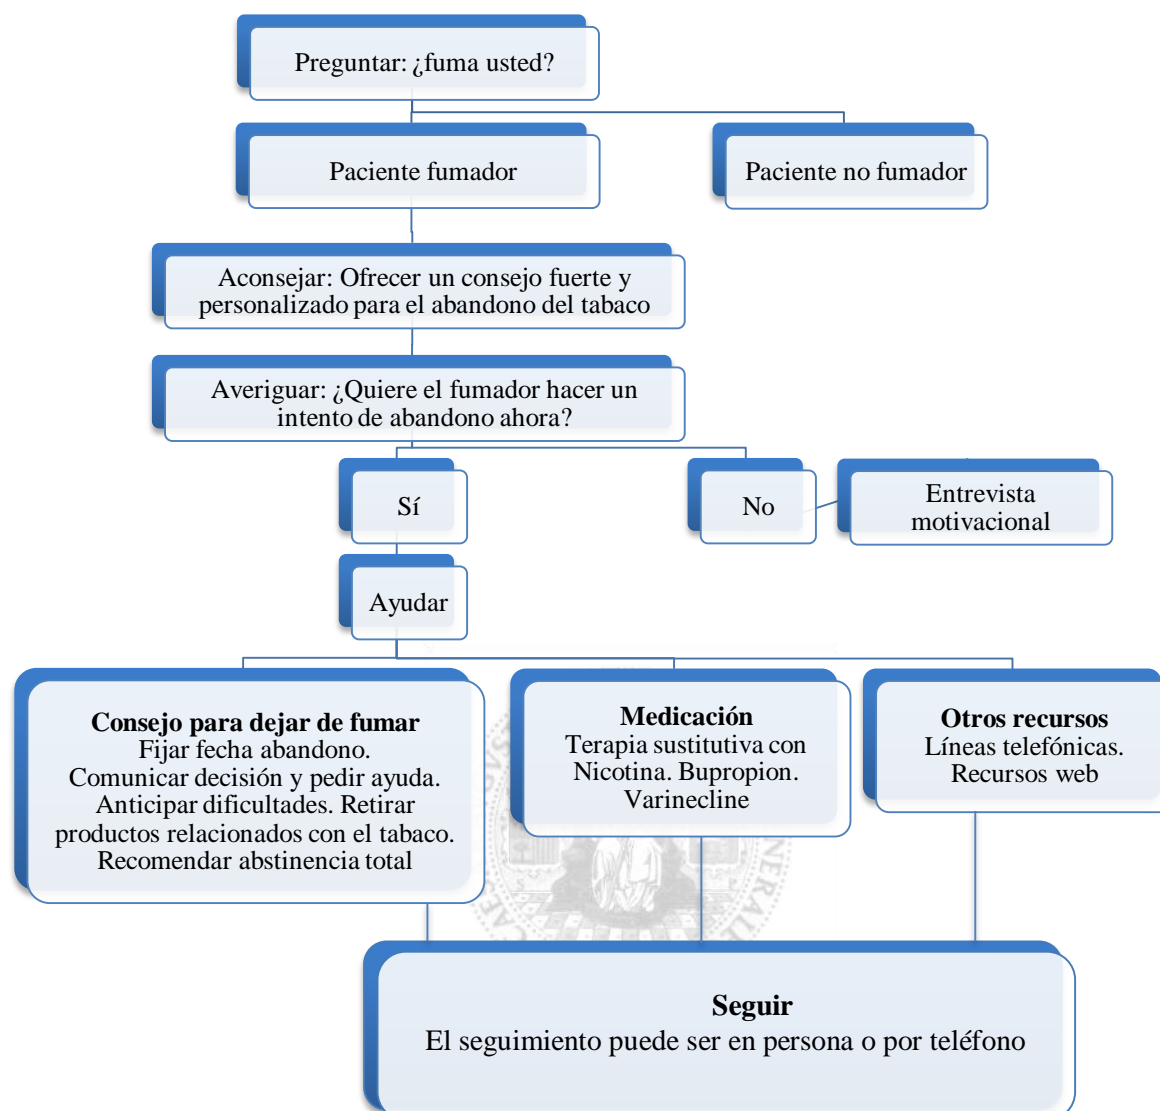 Preguntar: ¿fuma usted?
Paciente fumador
Paciente no fumador
Aconsejar: Ofrecer un consejo fuerte y
personalizado para el abandono del tabaco
Averiguar: ¿Quiere el fumador hacer un
intento de abandono ahora?
Sí
No
Entrevista
motivacional
Ayudar
Consejo para dejar de fumar
Fijar fecha abandono.
Comunicar decisión y pedir ayuda.
Anticipar dificultades. Retirar
productos relacionados con el tabaco.
Recomendar abstinencia total
Medicación
Terapia sustitutiva con
Nicotina. Bupropion.
Varinecline
Otros recursos
Líneas telefónicas.
Recursos web
Seguir
El seguimiento puede ser en persona o por teléfono